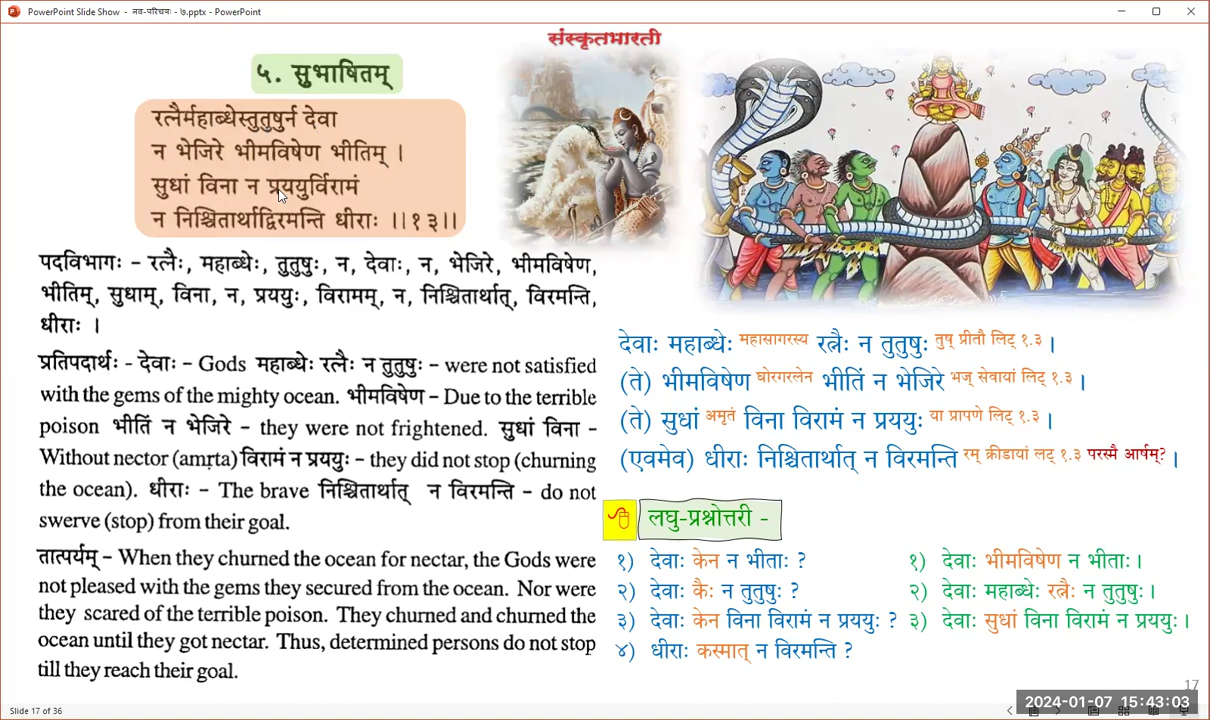 PowerPoint Slide Show - नव-परिचयः - ७.pptx - PowerPoint
संस्कृतभारती
५. सुभाषितम्
रत्नैर्महाब्धेस्तुतुषुर्न देवा
न भेजिरे भीमविषेण भीतिम् ।
सुधां विना न प्रययुर्विरामं
न निश्चितार्थाद्विरमन्ति धीराः ।।१३।।
पदविभागः – रत्नैः, महाब्धेः, तुतुषुः, न, देवाः, न, भेजिरे, भीमविषेण,
भीतिम्, सुधाम्, विना, न, प्रययुः, विरामम्, न, निश्चितार्थात्, विरमन्ति,
धीराः ।
प्रतिपदार्थः - देवाः – Gods महाब्धेः रत्नैः न तुतुषुः – were not satisfied
with the gems of the mighty ocean. भीमविषेण – Due to the terrible
poison भीतिं न भेजिरे – they were not frightened. सुधां विना -
Without nector (amṛta) विरामं न प्रययुः – they did not stop (churning
the ocean). धीराः – The brave निश्चितार्थात् न विरमन्ति – do not
swerve (stop) from their goal.
तात्पर्यम् – When they churned the ocean for nectar, the Gods were
not pleased with the gems they secured from the ocean. Nor were
they scared of the terrible poison. They churned and churned the
ocean until they got nectar. Thus, determined persons do not stop
till they reach their goal.
देवाः महाब्धेः महासागरस्य रत्नैः न तुतुषुः तुष् प्रीतौ लिट् १.३ ।
(ते) भीमविषेण घोरगरलेन भीतिं न भेजिरे भज् सेवायां लिट् १.३ ।
(ते) सुधां अमृतं विना विरामं न प्रययुः या प्रापणे लिट् १.३ ।
(एवमेव) धीराः निश्चितार्थात् न विरमन्ति रम् क्रीडायां लट् १.३ परस्मै आर्षम्? ।
लघु-प्रश्नोत्तरी -
१) देवाः केन न भीताः ?
२) देवाः कैः न तुतुषुः ?
३) देवाः केन विना विरामं न प्रययुः ?
४) धीराः कस्मात् न विरमन्ति ?
१) देवाः भीमविषेण न भीताः ।
२) देवाः महाब्धेः रत्नैः न तुतुषुः ।
३) देवाः सुधां विना विरामं न प्रययुः ।
17
Slide 17 of 36
2024-01-07 15:43:03